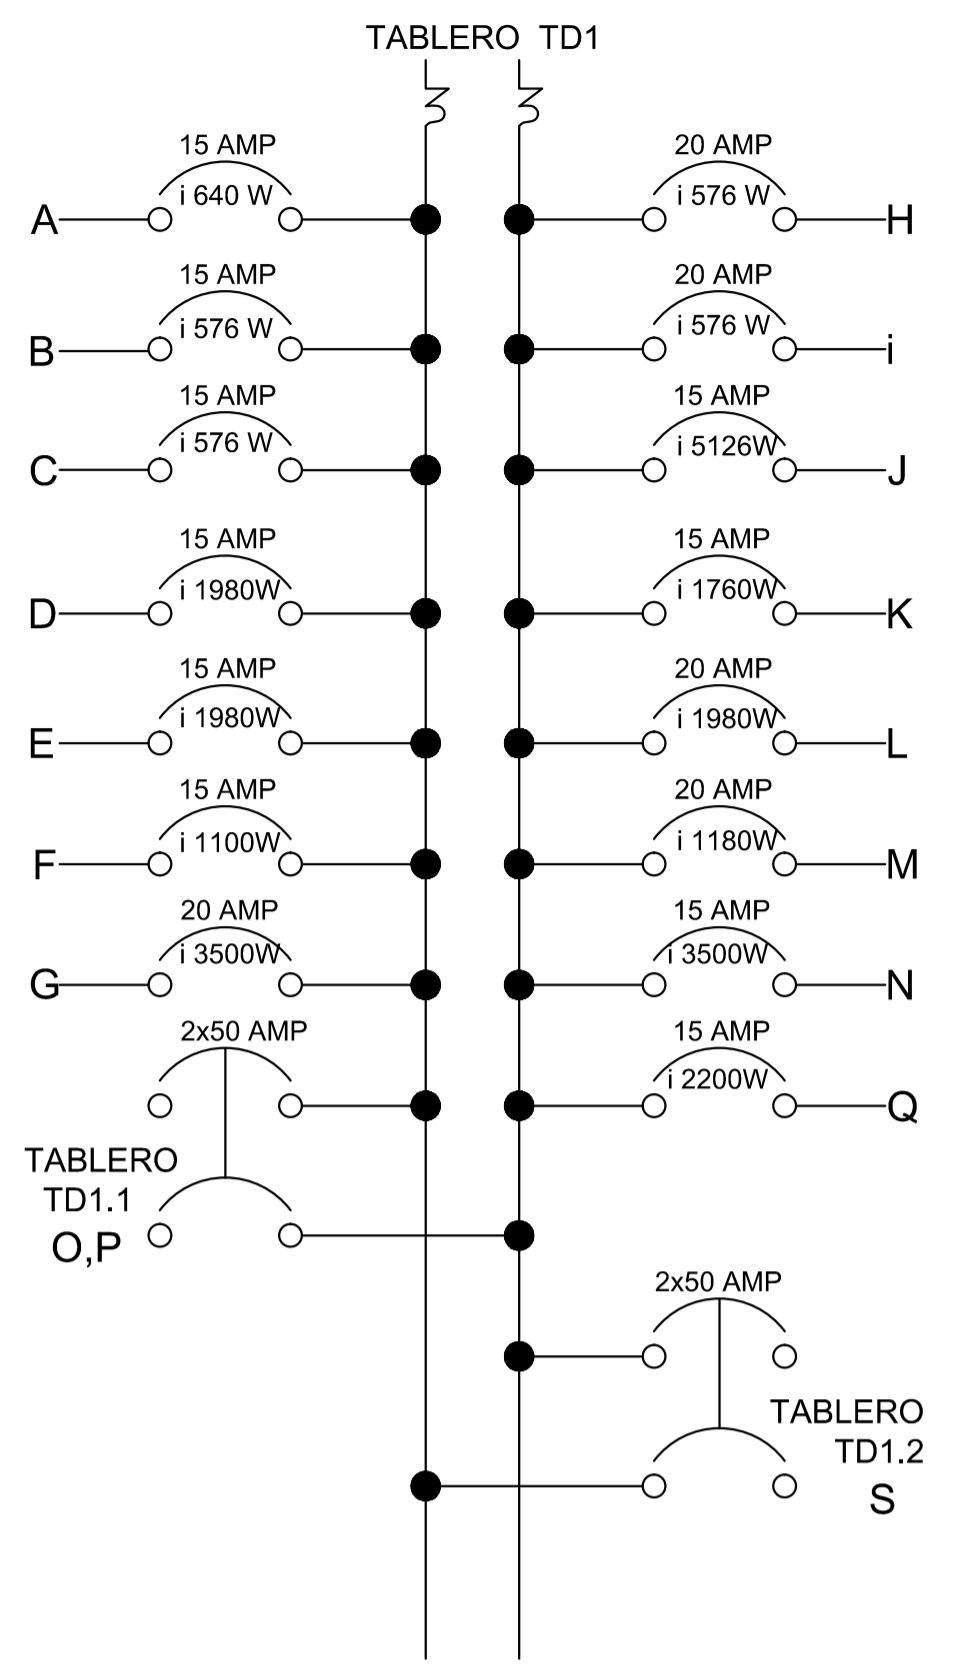 TABLERO TD1
15 AMP
i 640 W
A
20 AMP
i 576 W
H
15 AMP
i 576 W
B
20 AMP
i 576 W
i
15 AMP
i 576 W
C
15 AMP
i 5126W
J
15 AMP
i 1980W
D
15 AMP
i 1760W
K
15 AMP
i 1980W
E
20 AMP
i 1980W
L
15 AMP
i 1100W
F
20 AMP
i 1180W
M
20 AMP
i 3500W
G
15 AMP
i 3500W
N
2x50 AMP
TABLERO
TD1.1
O,P
15 AMP
i 2200W
Q
2x50 AMP
TABLERO
TD1.2
S